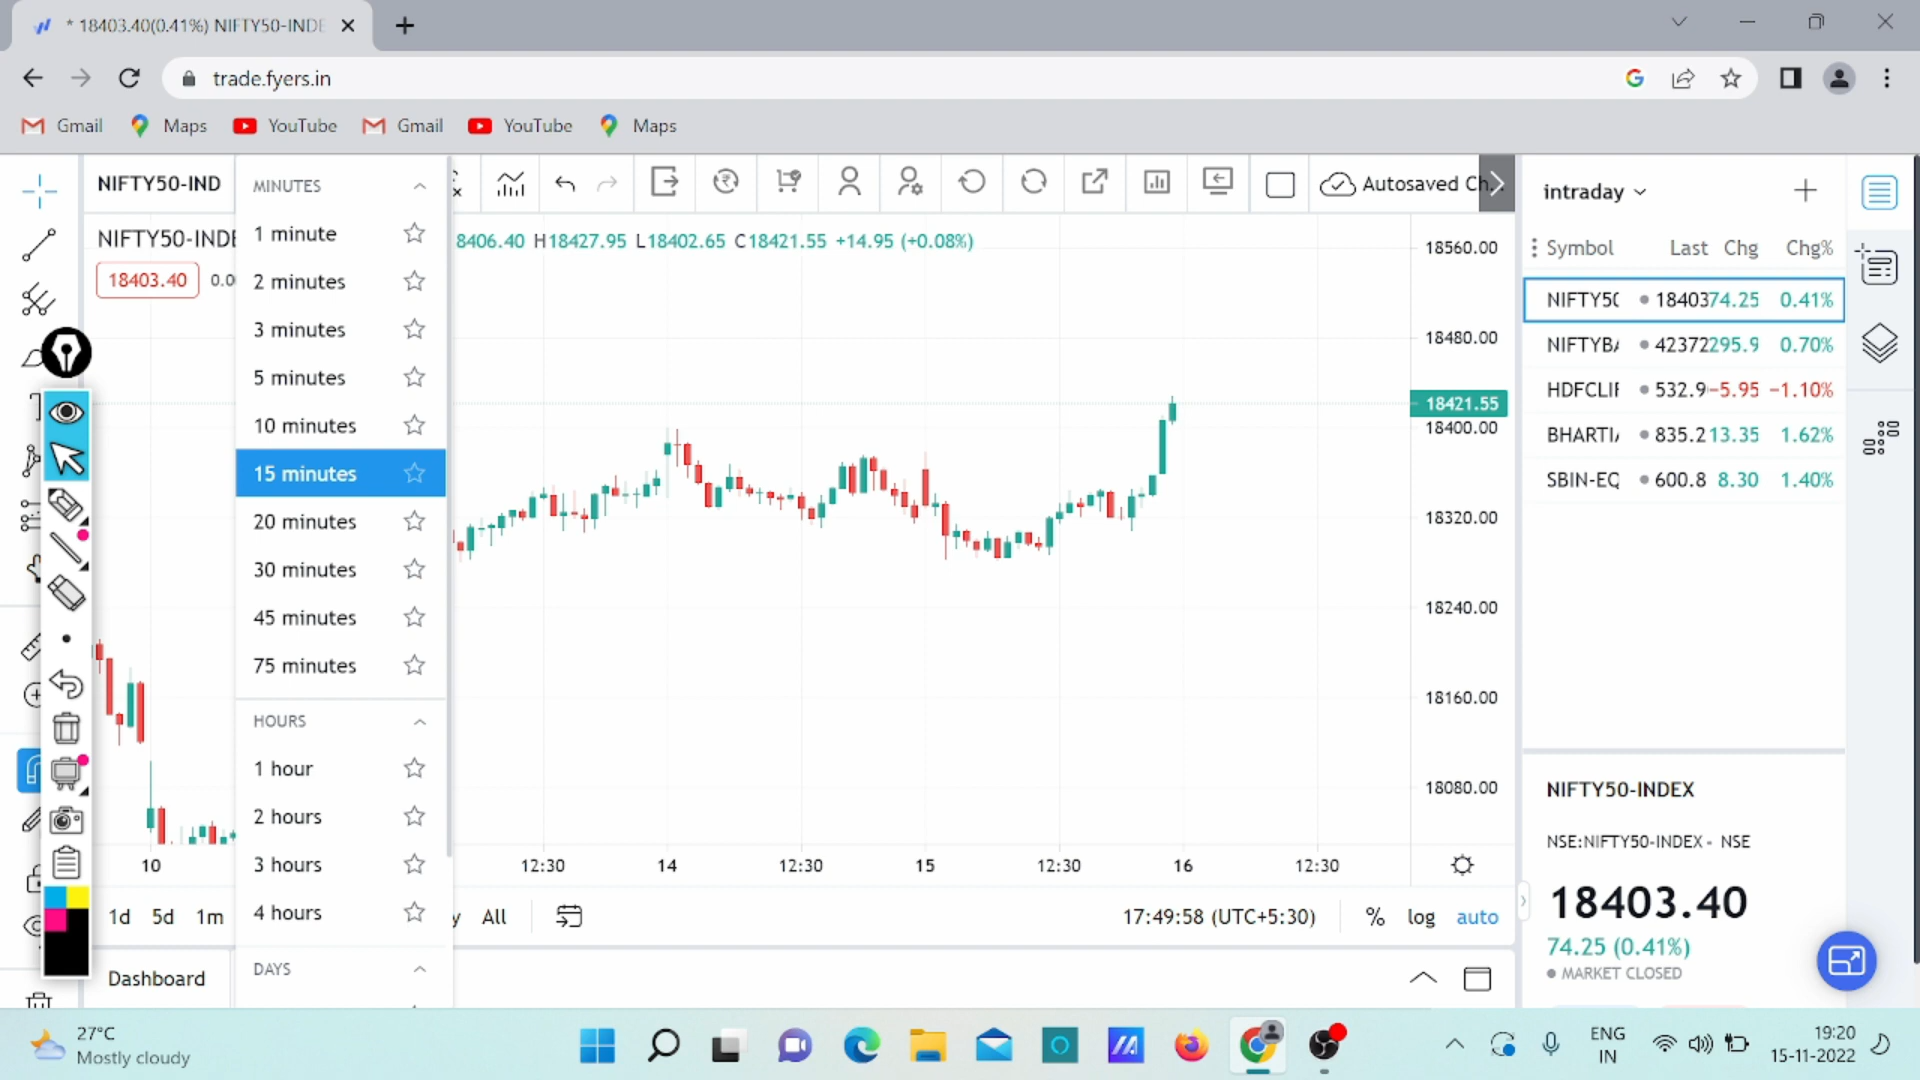 * 18403.40(0.41%) NIFTY50-INDE
trade.fyers.in
Gmail Maps YouTube Gmail YouTube Maps
NIFTY50-IND
Autosaved Ch...
NIFTY50-INDE
8406.40 H18427.95 L18402.65 C18421.55 +14.95 (+0.08%)
18403.40 0.0
MINUTES
1 minute
2 minutes
3 minutes
5 minutes
10 minutes
15 minutes
20 minutes
30 minutes
45 minutes
75 minutes
HOURS
1 hour
2 hours
3 hours
4 hours
DAYS
18560.00
18480.00
18421.55
18400.00
18320.00
18240.00
18160.00
18080.00
10 12:30 14 12:30 15 12:30 16 12:30
1d 5d 1m y All
17:49:58 (UTC+5:30) % log auto
Dashboard
intraday
Symbol Last Chg Chg%
NIFTY50 18403 74.25 0.41%
NIFTYBA 42372 295.9 0.70%
HDFCLIF 532.9 −5.95 −1.10%
BHARTI 835.2 13.35 1.62%
SBIN-EQ 600.8 8.30 1.40%
NIFTY50-INDEX
NSE:NIFTY50-INDEX - NSE
18403.40
74.25 (0.41%)
MARKET CLOSED
27°C
Mostly cloudy
ENG
IN
19:20
15-11-2022